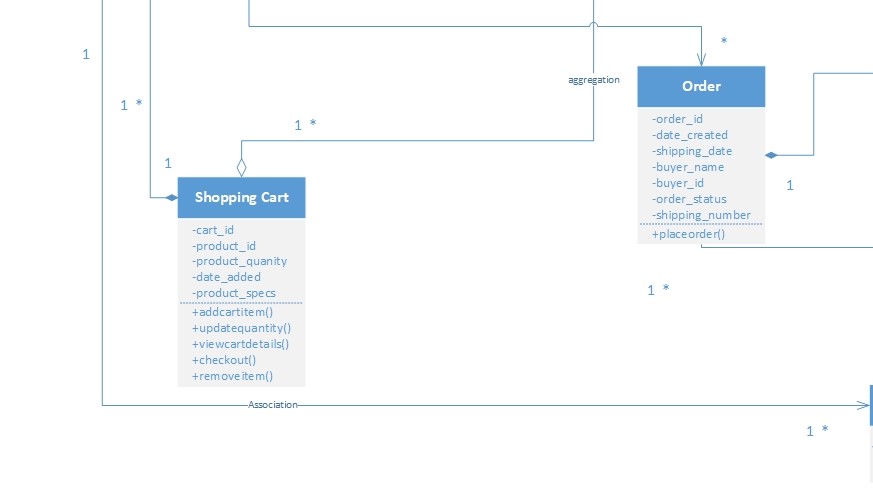 *
1
aggregation
Order
1 *
-order_id
1 *
-date_created
-shipping_date
1
-buyer_name
-buyer_id
1
Shopping Cart
-order_status
-shipping_number
-cart_id
+placeorder()
-product_id
-product_quanity
-date_added
-product_specs
1 *
+addcartitem()
+updatequantity()
+viewcartdetails()
+checkout()
+removeitem()
Association
1 *